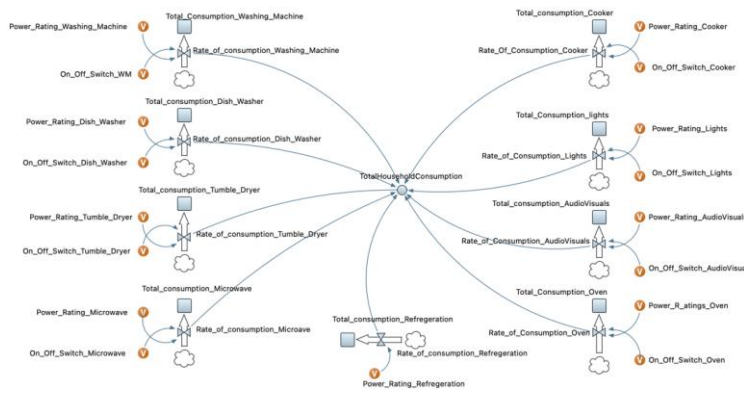 Total_Consumption_Washing_Machine
Power_Rating_Washing_Machine
V
Rate_of_consumption_Washing_Machine
On_Off_Switch_WM
V
Total_consumption_Dish_Washer
Power_Rating_Dish_Washer
V
Rate_of_consumption_Dish_Washer
On_Off_Switch_Dish_Washer
V
Total_consumption_Tumble_Dryer
Power_Rating_Tumble_Dryer
V
Rate_of_consumption_Tumble_Dryer
On_Off_Switch_Tumble_Dryer
V
Total_consumption_Microwave
Power_Rating_Microwave
V
Rate_of_consumption_Microave
On_Off_Switch_Microwave
V
TotalHouseholdConsumption
Total_consumption_Refregeration
Rate_of_consumption_Refregeration
V
Power_Rating_Refregeration
Total_consumption_Cooker
V
Power_Rating_Cooker
Rate_Of_Consumption_Cooker
V
On_Off_Switch_Cooker
Total_Consumption_lights
V
Power_Rating_Lights
Rate_of_Consumption_Lights
V
On_Off_Switch_Lights
Total_consumption_AudioVisuals
V
Power_Rating_AudioVisual
Rate_of_Consumption_AudioVisuals
V
On_Off_Switch_AudioVisu
Total_Consumption_Oven
V
Power_R_atings_Oven
Rate_of_Consumption_Oven
V
On_Off_Switch_Oven